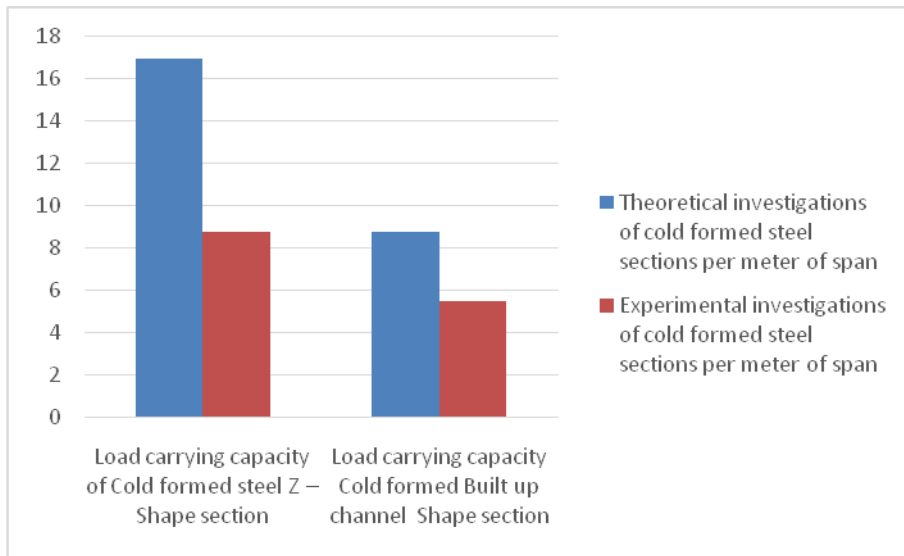 18
16
14
12
10
8
6
4
2
0
Load carrying capacity
of Cold formed steel Z –
Shape section
Load carrying capacity
Cold formed Built up
channel Shape section
Theoretical investigations
of cold formed steel
sections per meter of span
Experimental investigations
of cold formed steel
sections per meter of span